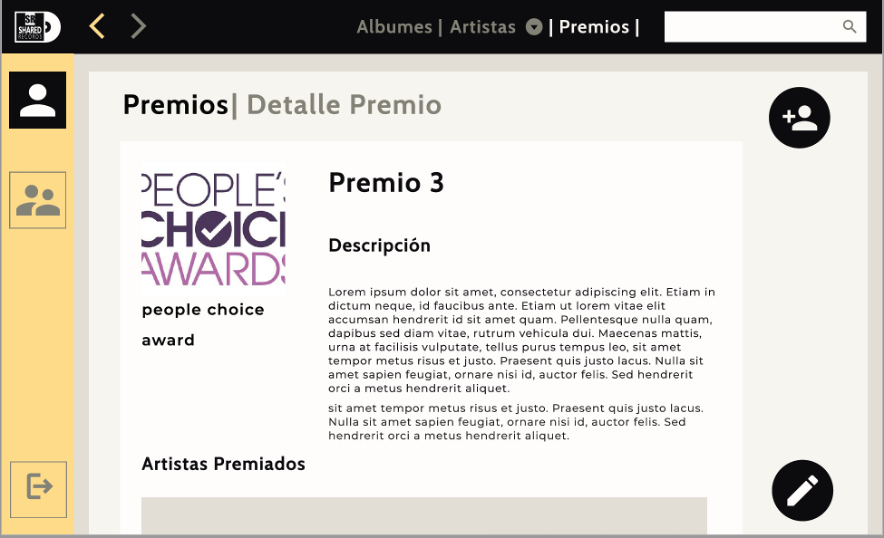 SR
SHARED
RECORDS
Albumes | Artistas | Premios |
Premios| Detalle Premio
PEOPLE'S
CHOICE
AWARDS
people choice
award
Premio 3
Descripción
Lorem ipsum dolor sit amet, consectetur adipiscing elit. Etiam in
dictum neque, id faucibus ante. Etiam ut lorem vitae elit
accumsan hendrerit id sit amet quam. Pellentesque nulla quam,
dapibus sed diam vitae, rutrum vehicula dui. Maecenas mattis,
urna at facilisis vulputate, tellus purus tempus leo, sit amet
tempor metus risus et justo. Praesent quis justo lacus. Nulla sit
amet sapien feugiat, ornare nisi id, auctor felis. Sed hendrerit
orci a metus hendrerit aliquet.
sit amet tempor metus risus et justo. Praesent quis justo lacus.
Nulla sit amet sapien feugiat, ornare nisi id, auctor felis. Sed
hendrerit orci a metus hendrerit aliquet.
Artistas Premiados